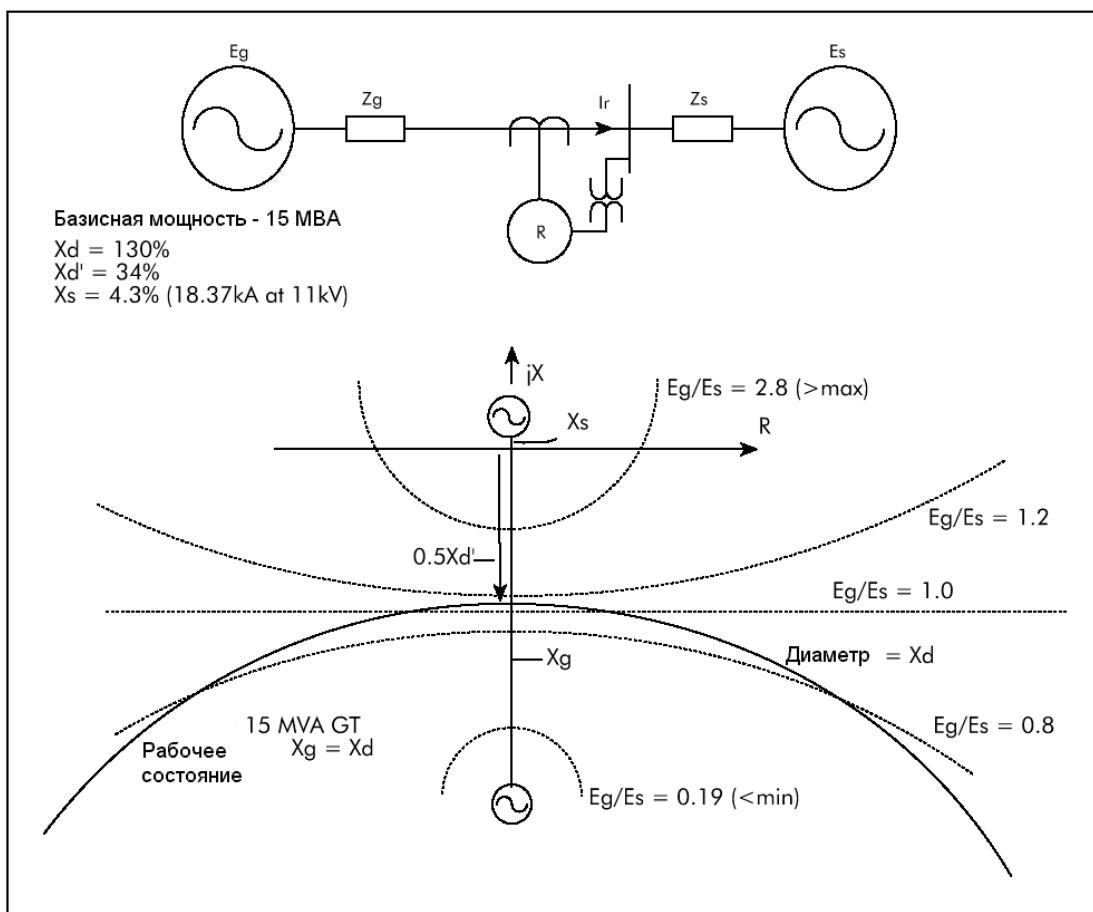 Eg
Es
Zg
Ir
Zs
R
Базисная мощность - 15 МВА
Xd = 130%
Xd' = 34%
Xs = 4.3% (18.37kA at 11kV)
jX
Eg/Es = 2.8 (>max)
Xs
R
Eg/Es = 1.2
0.5Xd'
Eg/Es = 1.0
Xg
Диаметр = Xd
15 MVA GT
Xg = Xd
Eg/Es = 0.8
Рабочее
состояние
Eg/Es = 0.19 (<min)